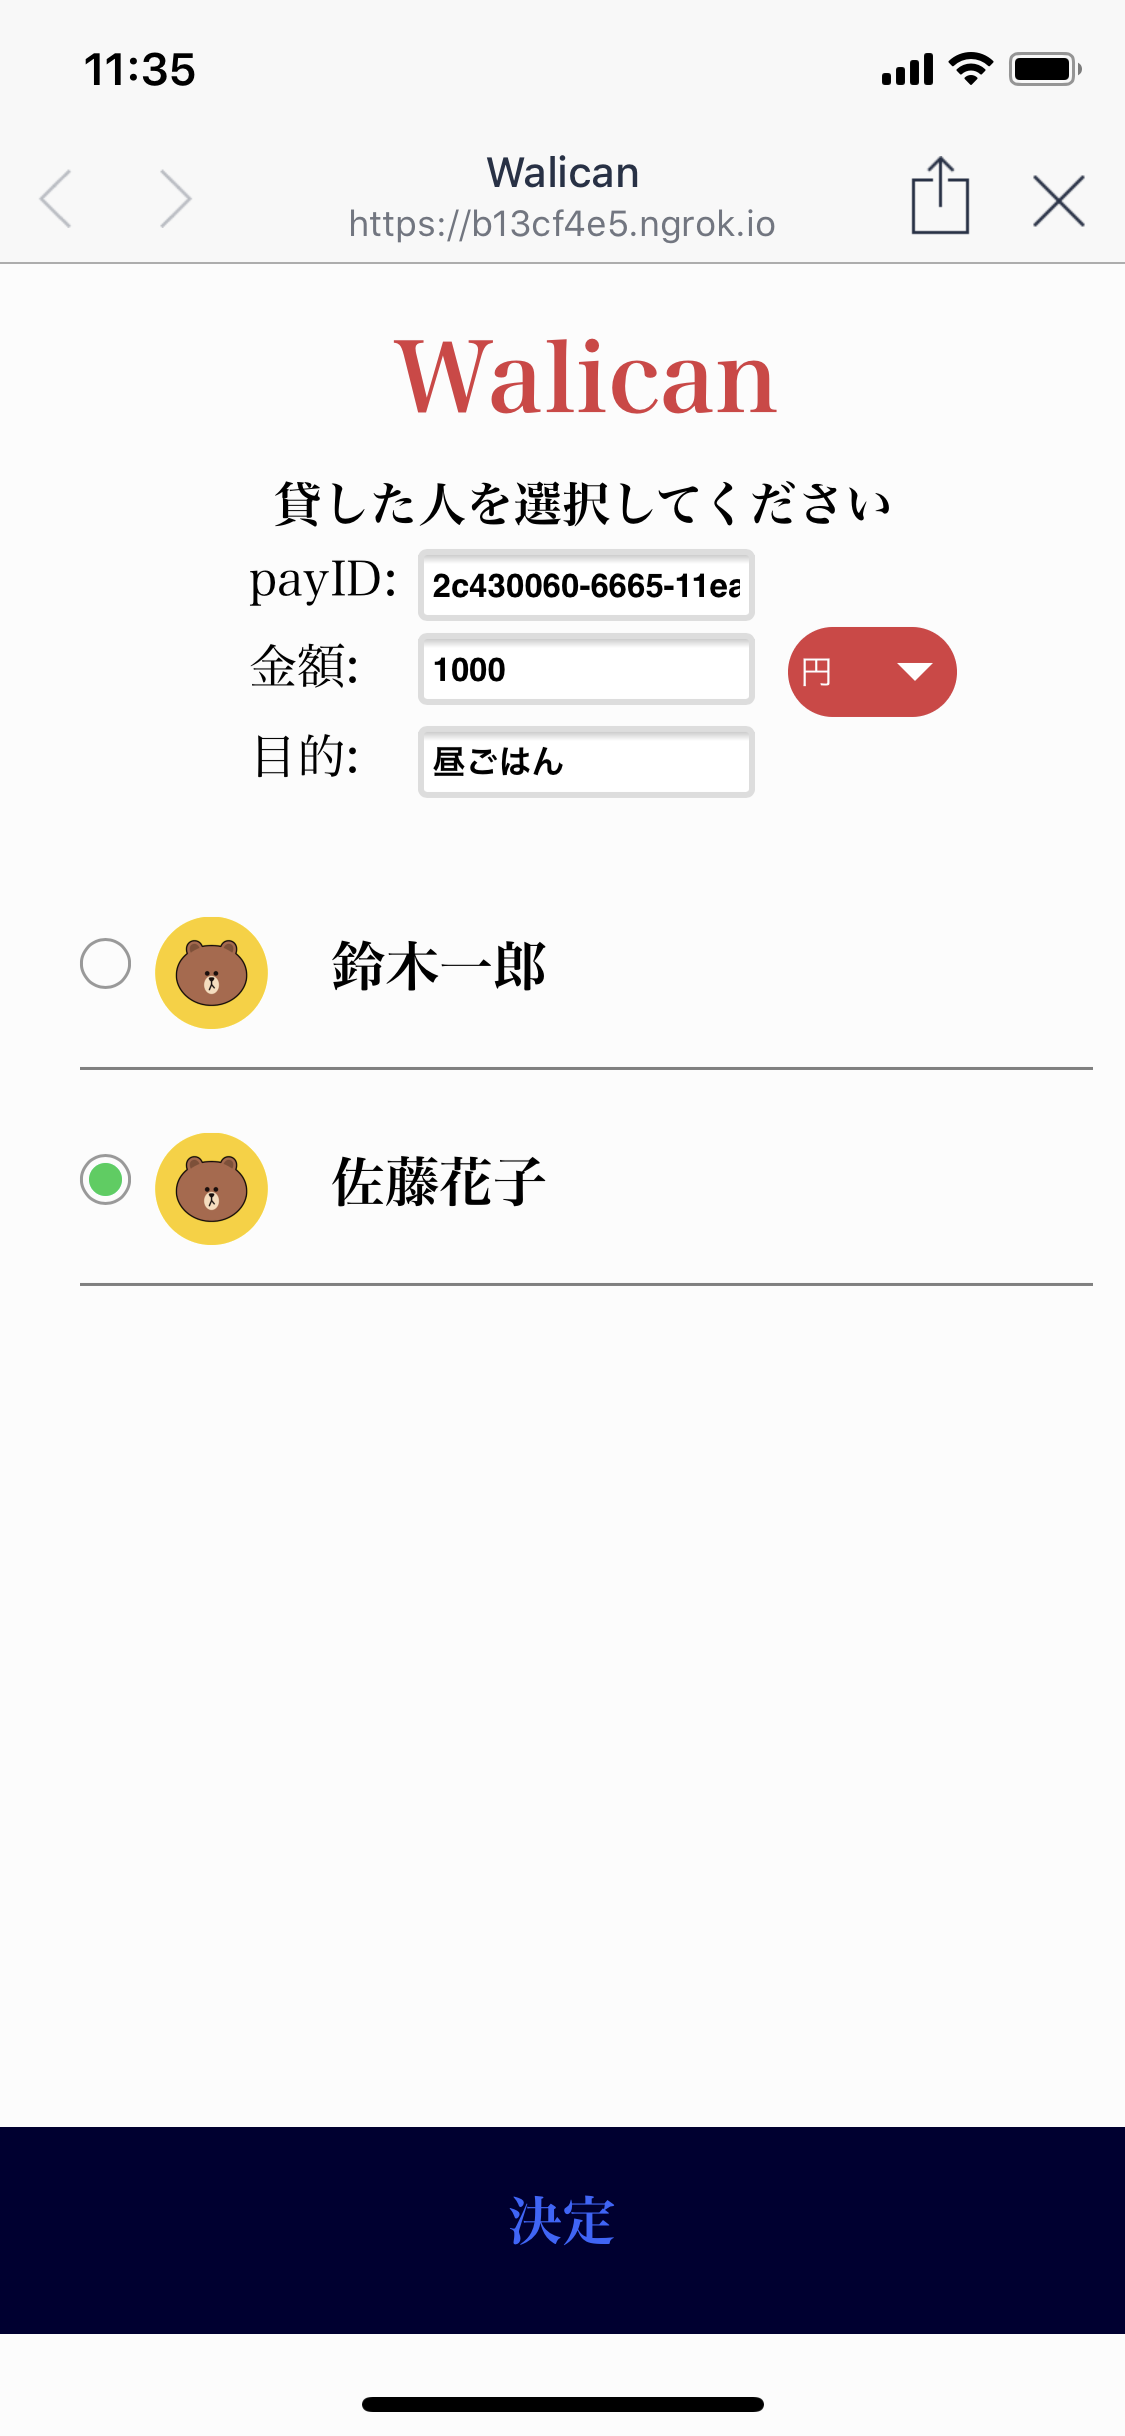 11:35
Walican
https://b13cf4e5.ngrok.io
Walican
貸した人を選択してください
payID: 2c430060-6665-11ea
金額: 1000 円
目的: 昼ごはん
鈴木一郎
佐藤花子
決定